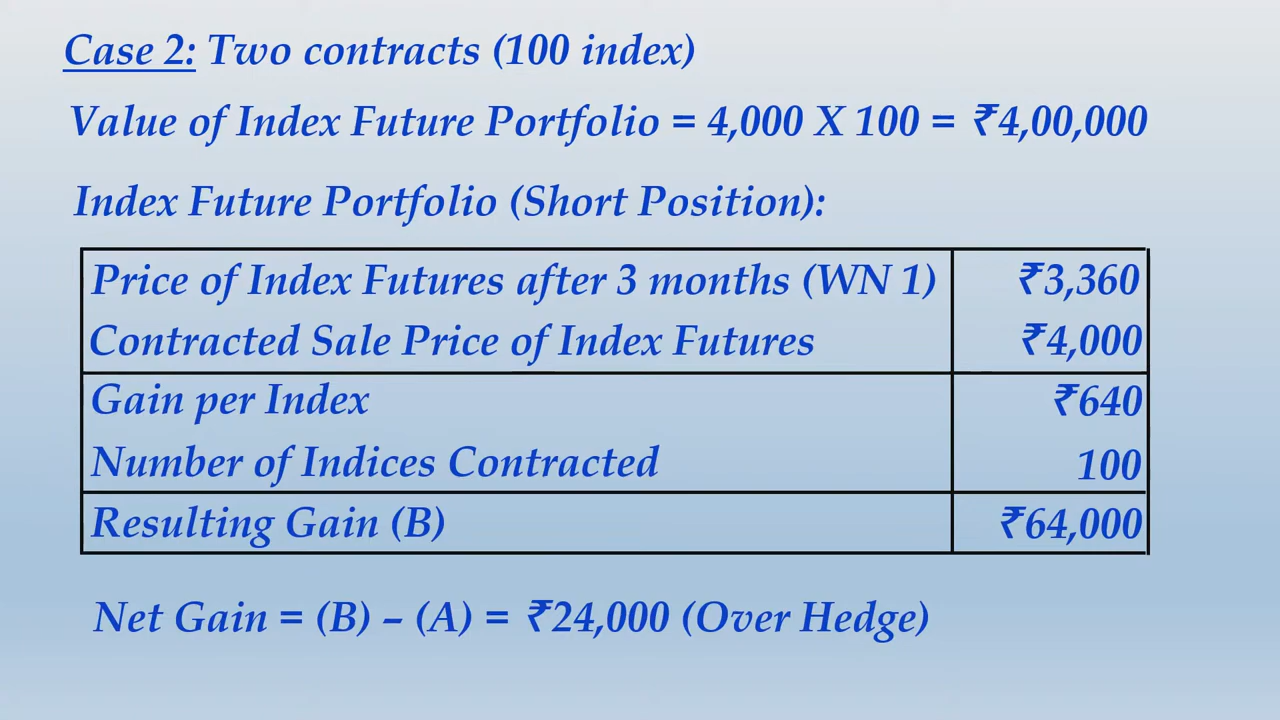 Case 2: Two contracts (100 index)
Value of Index Future Portfolio = 4,000 X 100 = ₹4,00,000
Index Future Portfolio (Short Position):
Price of Index Futures after 3 months (WN 1) ₹3,360
Contracted Sale Price of Index Futures ₹4,000
Gain per Index ₹640
Number of Indices Contracted 100
Resulting Gain (B) ₹64,000
Net Gain = (B) – (A) = ₹24,000 (Over Hedge)